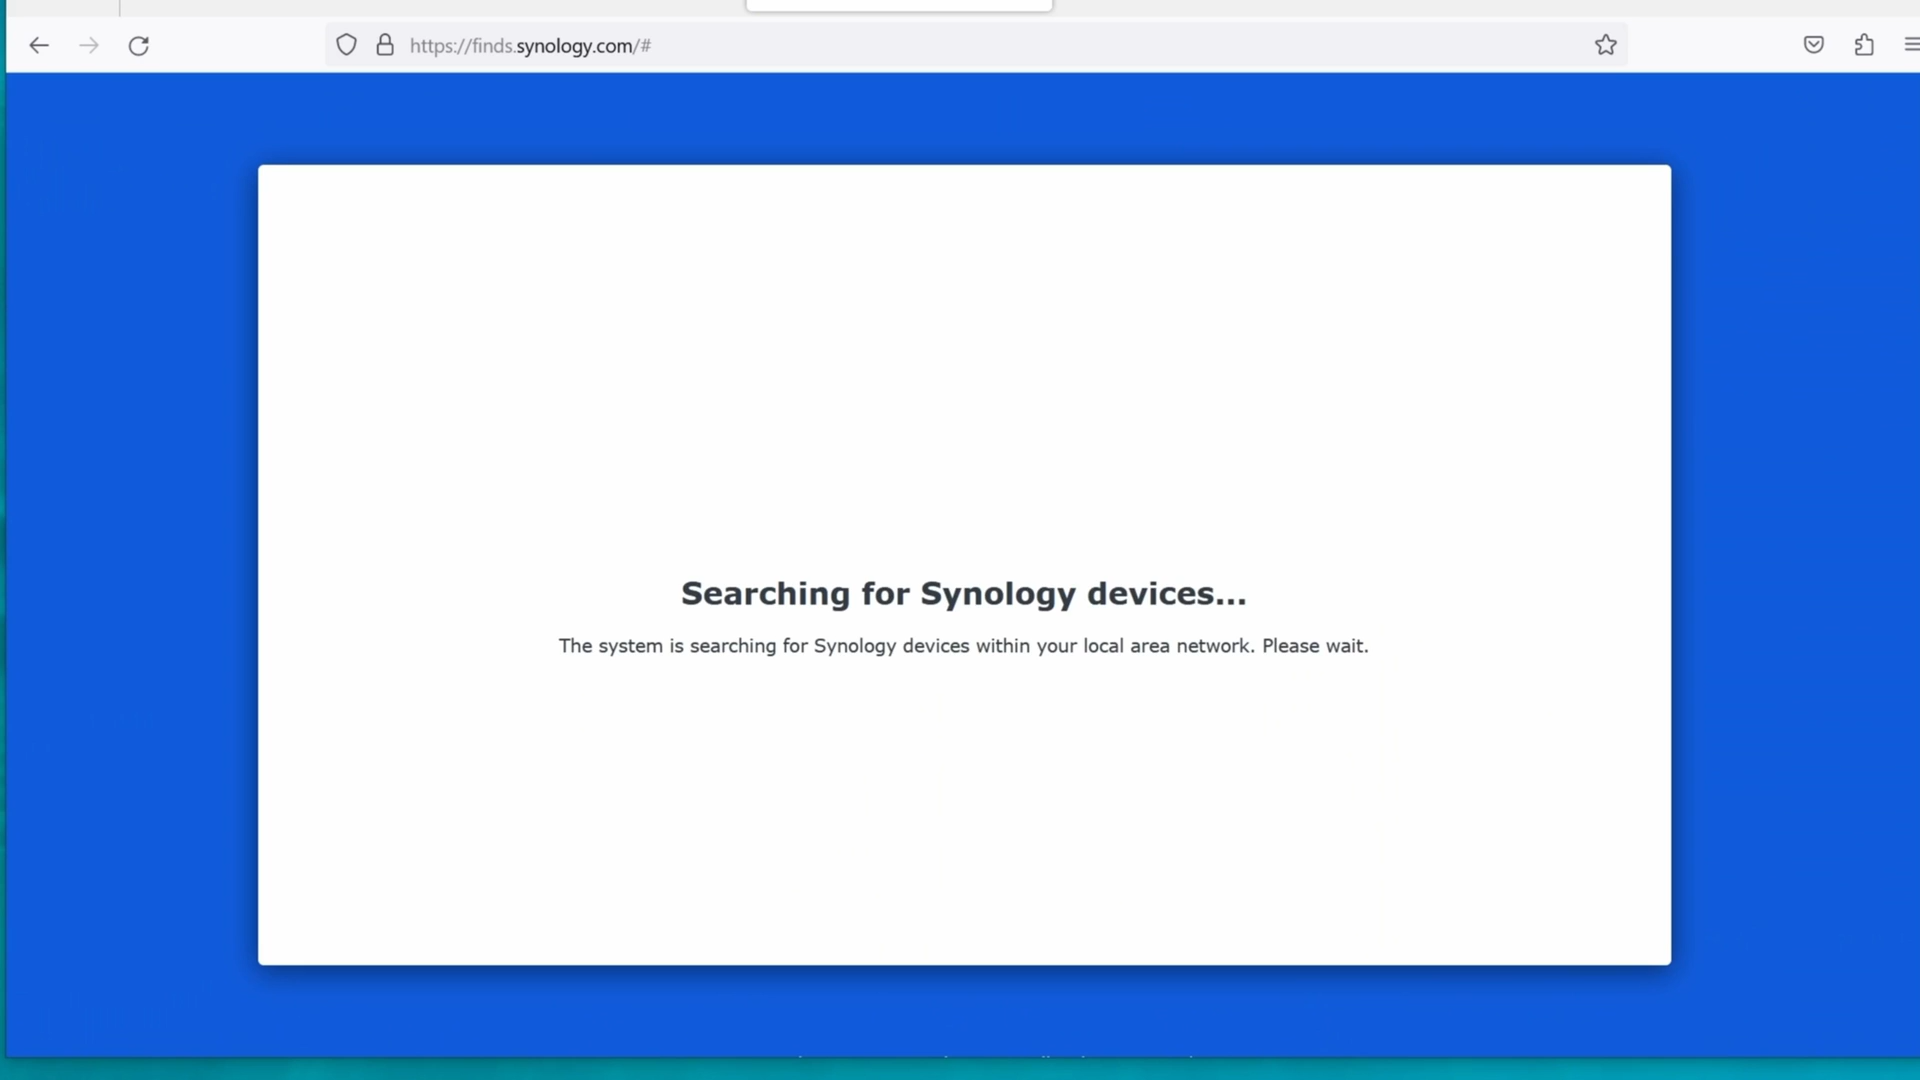 https://finds.synology.com/#
Searching for Synology devices...
The system is searching for Synology devices within your local area network. Please wait.